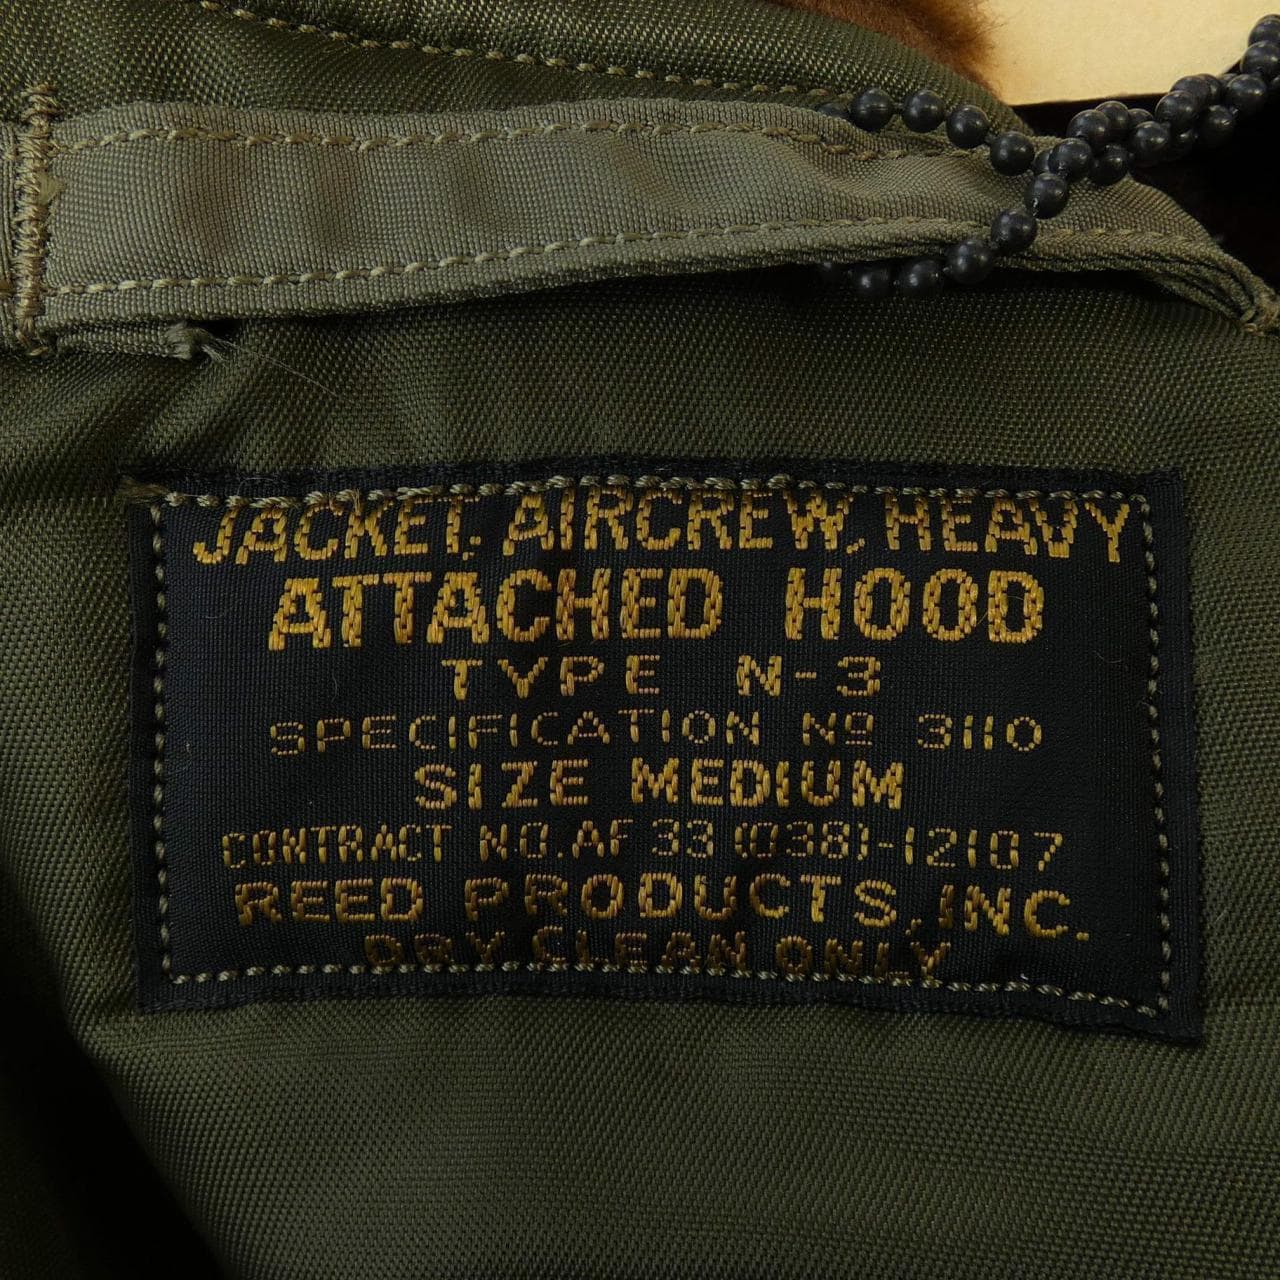 JACKET, AIRCREW, HEAVY
ATTACHED HOOD
TYPE N-3
SPECIFICATION Nº 3110
SIZE MEDIUM
CONTRACT NO. AF 33 (038)-12107
REED PRODUCTS, INC.
DRY CLEAN ONLY